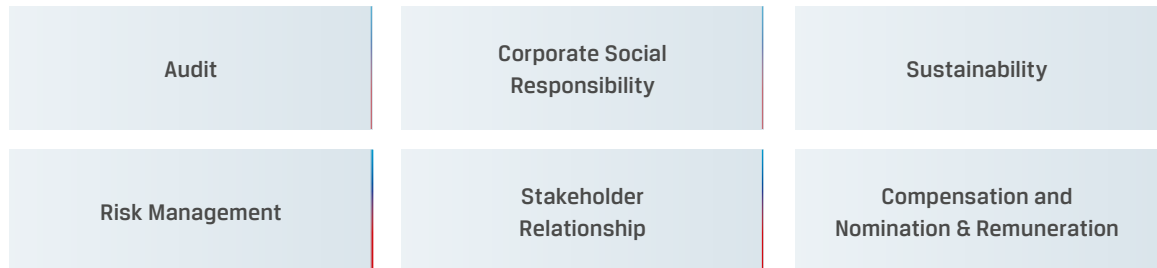 Audit
Corporate Social
Responsibility
Sustainability
Risk Management
Stakeholder
Relationship
Compensation and
Nomination & Remuneration